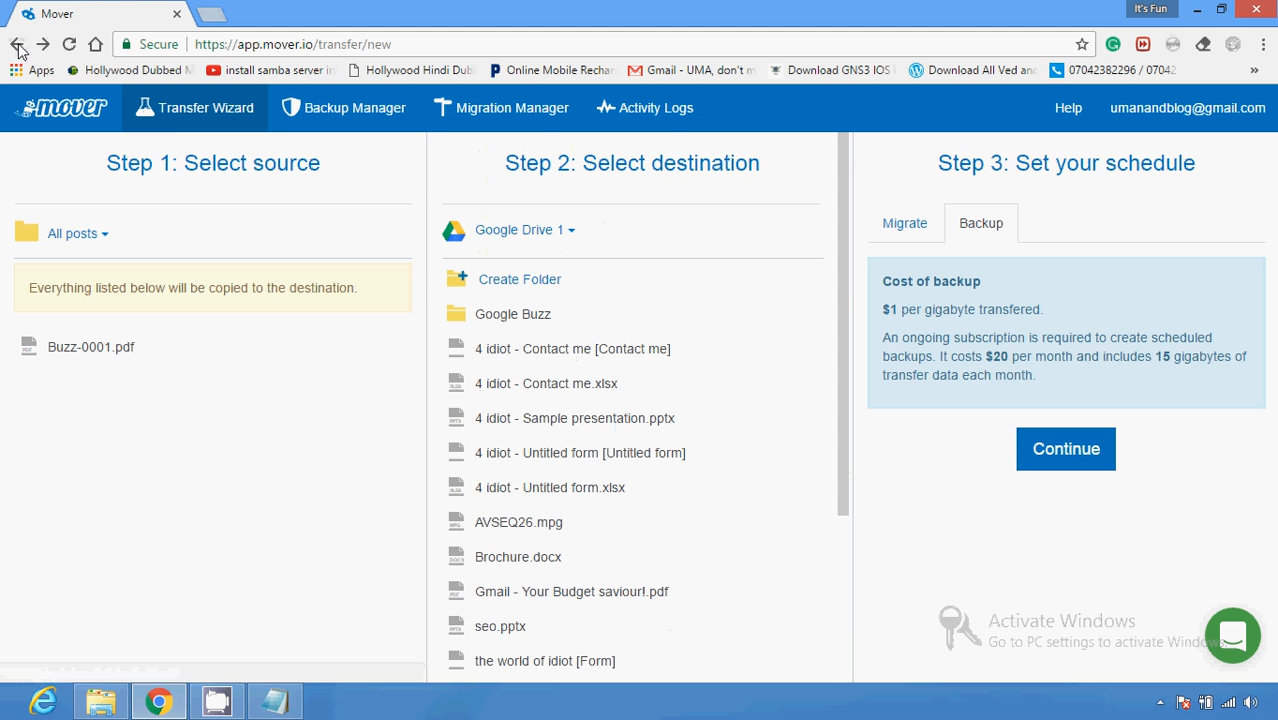 Mover
It's Fun
Secure
https://app.mover.io/transfer/new
Apps
Hollywood Dubbed M
install samba server in
Hollywood Hindi Dub
Online Mobile Rechar
Gmail - UMA, don't m
Download GNS3 IOS
Download All Ved and
07042382296 / 07042
»
mover
Transfer Wizard
Backup Manager
Migration Manager
Activity Logs
Help
umanandblog@gmail.com
Step 1: Select source
All posts
Everything listed below will be copied to the destination.
Buzz-0001.pdf
Step 2: Select destination
Google Drive 1
Create Folder
Google Buzz
4 idiot - Contact me [Contact me]
4 idiot - Contact me.xlsx
4 idiot - Sample presentation.pptx
4 idiot - Untitled form [Untitled form]
4 idiot - Untitled form.xlsx
AVSEQ26.mpg
Brochure.docx
Gmail - Your Budget saviour!.pdf
seo.pptx
the world of idiot [Form]
Step 3: Set your schedule
Migrate
Backup
Cost of backup
$1 per gigabyte transfered.
An ongoing subscription is required to create scheduled
backups. It costs $20 per month and includes 15 gigabytes of
transfer data each month.
Continue
Activate Windows
Go to PC settings to activate Windows